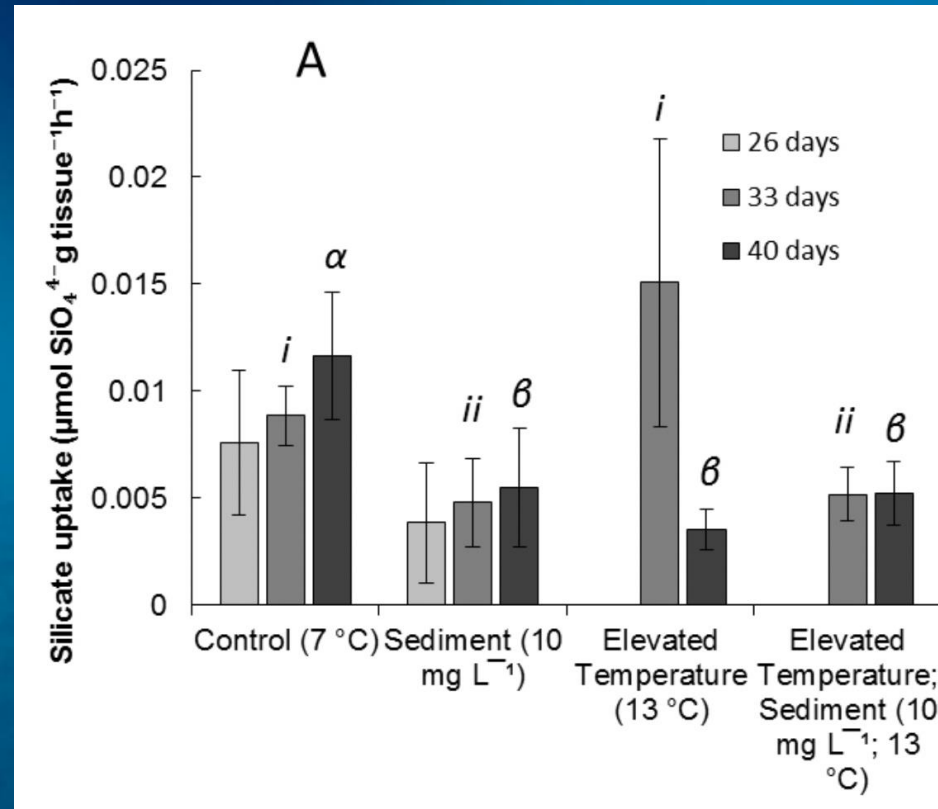 A
Silicate uptake (µmol SiO₄⁴⁻ g tissue⁻¹h⁻¹)
0.025
0.02
0.015
0.01
0.005
0
26 days
33 days
40 days
i
α
ii
β
i
β
ii
β
Control (7 °C)
Sediment (10
mg L⁻¹)
Elevated
Temperature
(13 °C)
Elevated
Temperature;
Sediment (10
mg L⁻¹; 13
°C)